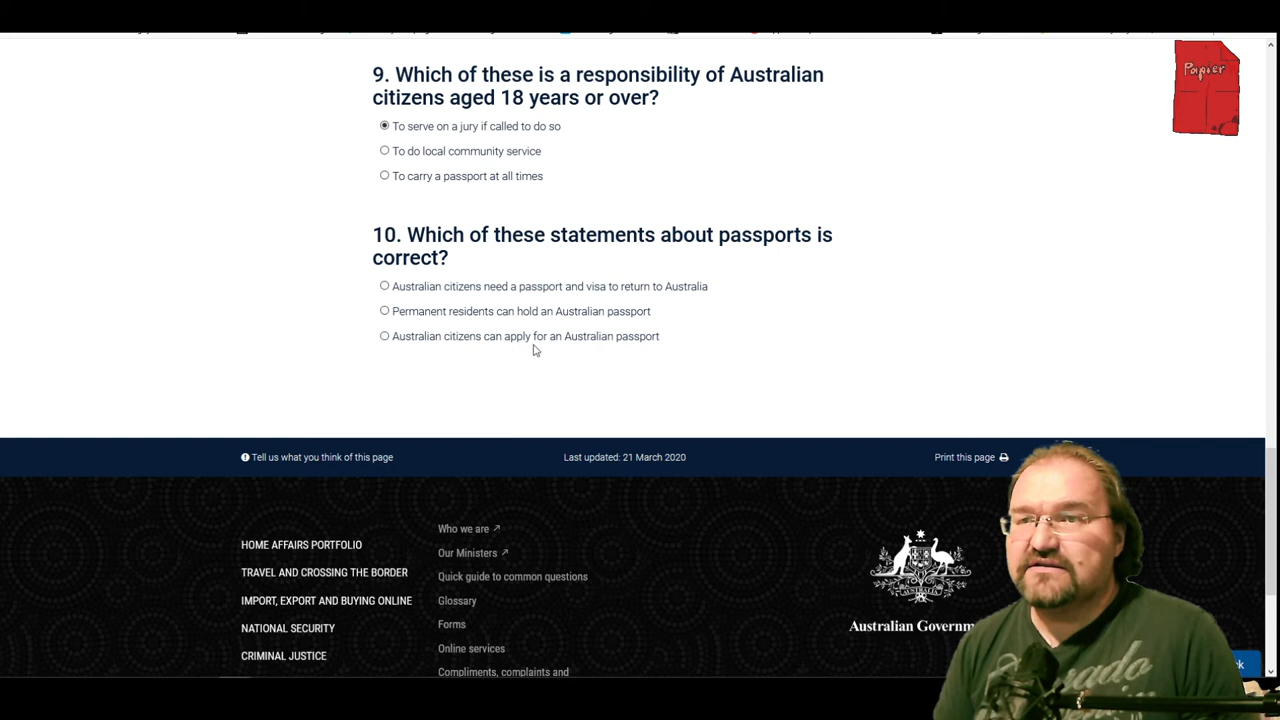 Papier
9. Which of these is a responsibility of Australian
citizens aged 18 years or over?
To serve on a jury if called to do so
To do local community service
To carry a passport at all times
10. Which of these statements about passports is
correct?
Australian citizens need a passport and visa to return to Australia
Permanent residents can hold an Australian passport
Australian citizens can apply for an Australian passport
Tell us what you think of this page
Last updated: 21 March 2020
Print this page
HOME AFFAIRS PORTFOLIO
TRAVEL AND CROSSING THE BORDER
IMPORT, EXPORT AND BUYING ONLINE
NATIONAL SECURITY
CRIMINAL JUSTICE
Who we are
Our Ministers
Quick guide to common questions
Glossary
Forms
Online services
Compliments, complaints and
Australian Governm